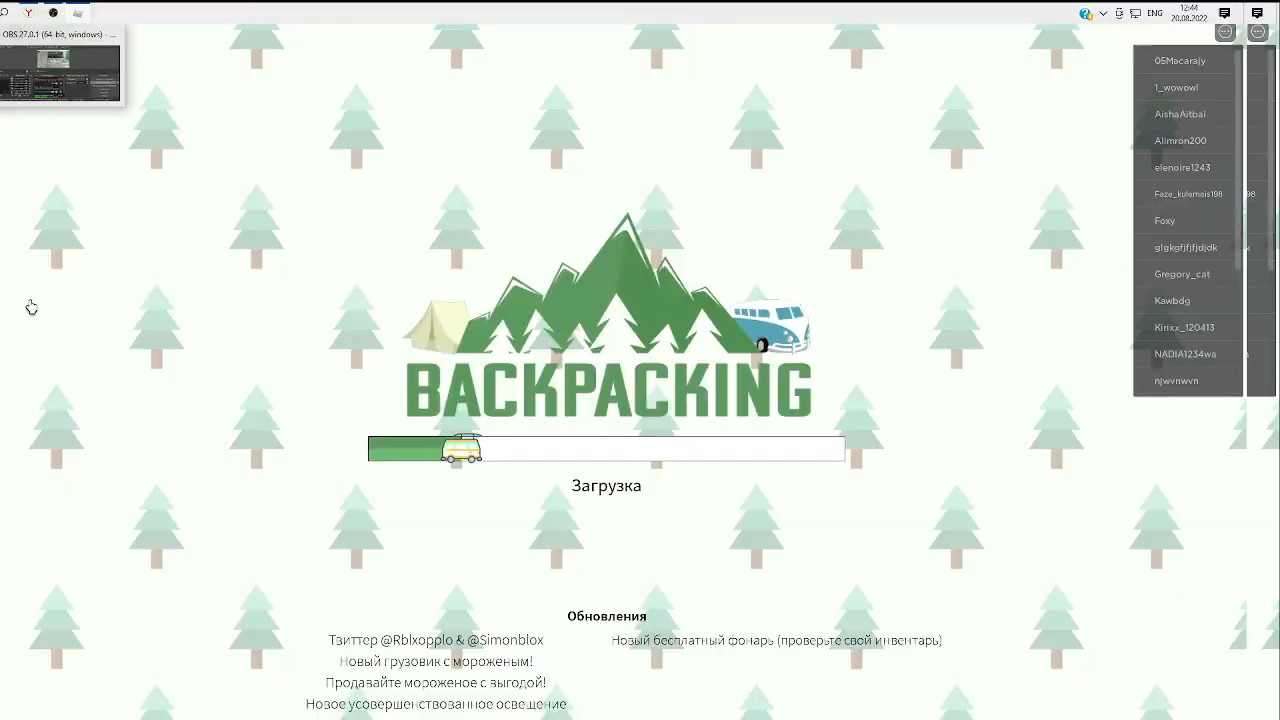 ENG
12:44
20.08.2022
OBS 27.0.1 (64-bit, windows) - ...
05Macarajy
1_wowowl
AishaAitbai
Alimron200
elenoire1243
Faze_kulemeis198
98
Foxy
glgkgfjfjfjdjdk
k
Gregory_cat
Kawbdg
Kirixx_120413
NADIA1234wa
njwvnwvn
BACKPACKING
Загрузка
Обновления
Твиттер @Rblxopplo & @Simonblox
Новый бесплатный фонарь (проверьте свой инвентарь)
Новый грузовик с мороженым!
Продавайте мороженое с выгодой!
Новое усовершенствованное освещение